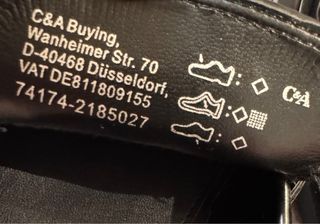 C&A Buying,
Wanheimer Str. 70
D-40468 Düsseldorf,
VAT DE811809155
74174-2185027
C&A